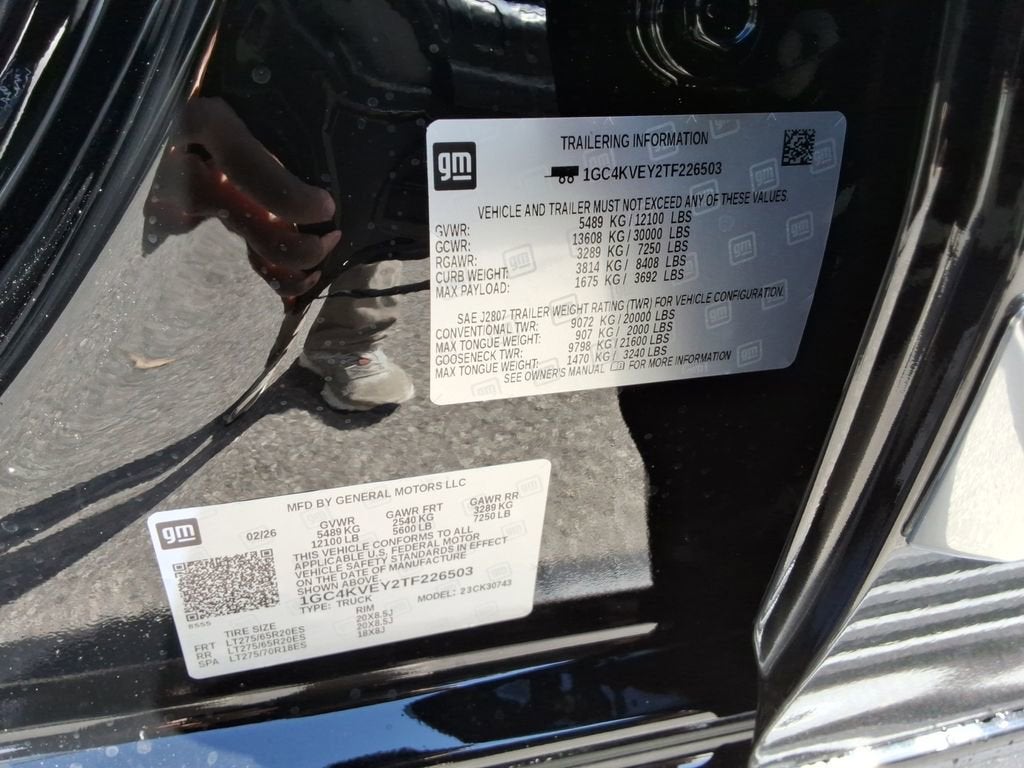 gm
TRAILERING INFORMATION
1GC4KVEY2TF226503
VEHICLE AND TRAILER MUST NOT EXCEED ANY OF THESE VALUES.
GVWR: 5489 KG/12100 LBS
GCWR: 13608 KG/30000 LBS
RGAWR: 3289 KG/ 7250 LBS
CURB WEIGHT: 3814 KG/ 8408 LBS
MAX PAYLOAD: 1675 KG/ 3692 LBS
SAE J2807 TRAILER WEIGHT RATING (TWR) FOR VEHICLE CONFIGURATION.
CONVENTIONAL TWR: 9072 KG/20000 LBS
MAX TONGUE WEIGHT: 907 KG/ 2000 LBS
GOOSENECK TWR: 9798 KG/21600 LBS
MAX TONGUE WEIGHT: 1470 KG/ 3240 LBS
SEE OWNER'S MANUAL FOR MORE INFORMATION
gm
MFD BY GENERAL MOTORS LLC
02/26
GVWR GAWR FRT GAWR RR
5489 KG 2540 KG 3289 KG
12100 LB 5600 LB 7250 LB
THIS VEHICLE CONFORMS TO ALL
APPLICABLE U.S. FEDERAL MOTOR
VEHICLE SAFETY STANDARDS IN EFFECT
ON THE DATE OF MANUFACTURE
SHOWN ABOVE.
1GC4KVEY2TF226503
TYPE: TRUCK MODEL: 23CK30743
TIRE SIZE RIM
FRT LT275/65R20ES 20X8.5J
RR LT275/65R20ES 20X8.5J
SPA LT275/70R18ES 18X8J